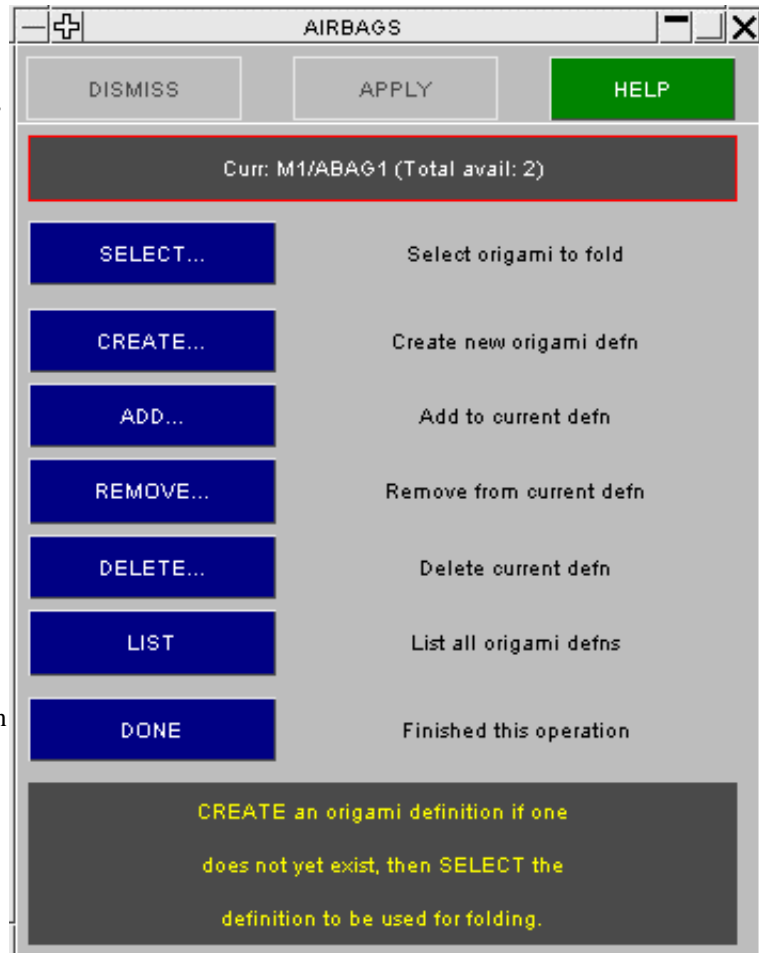 AIRBAGS
DISMISS APPLY HELP
Curr: M1/ABAG1 (Total avail: 2)
SELECT... Select origami to fold
CREATE... Create new origami defn
ADD... Add to current defn
REMOVE... Remove from current defn
DELETE... Delete current defn
LIST List all origami defns
DONE Finished this operation
CREATE an origami definition if one
does not yet exist, then SELECT the
definition to be used for folding.